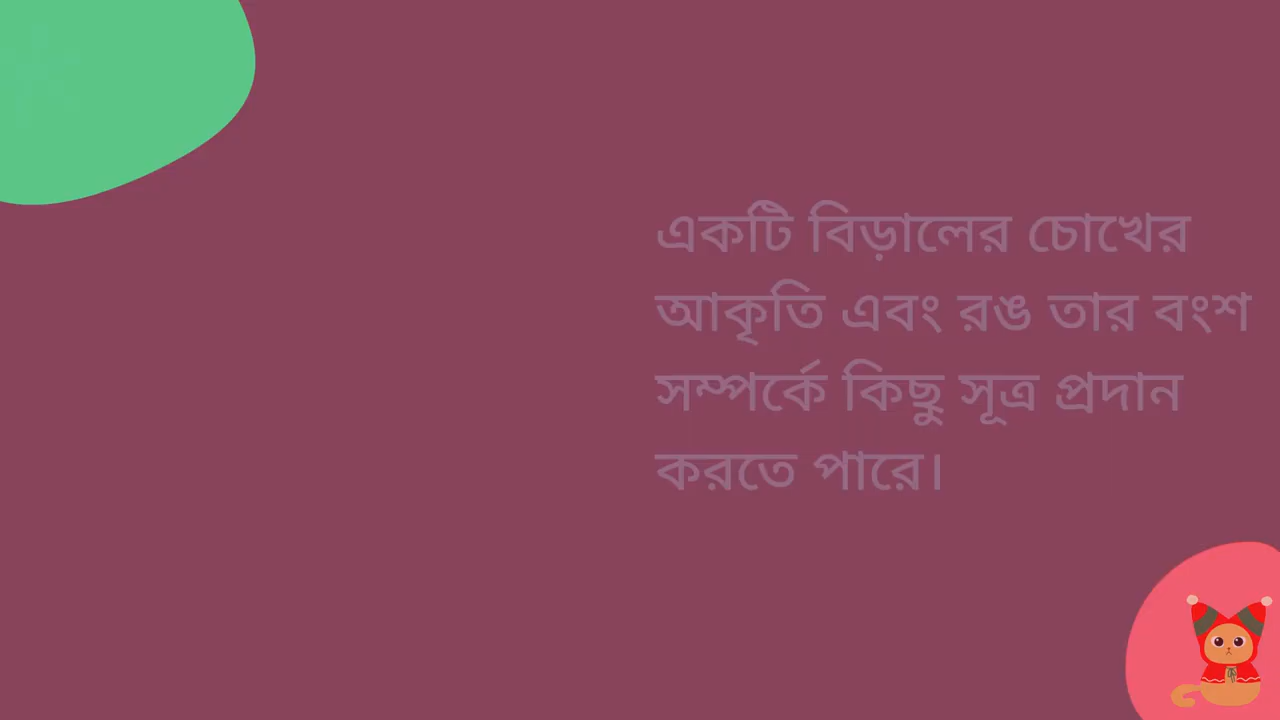 একটি বিড়ালের চোখের
আকৃতি এবং রঙ তার বংশ
সম্পর্কে কিছু সূত্র প্রদান
করতে পারে।